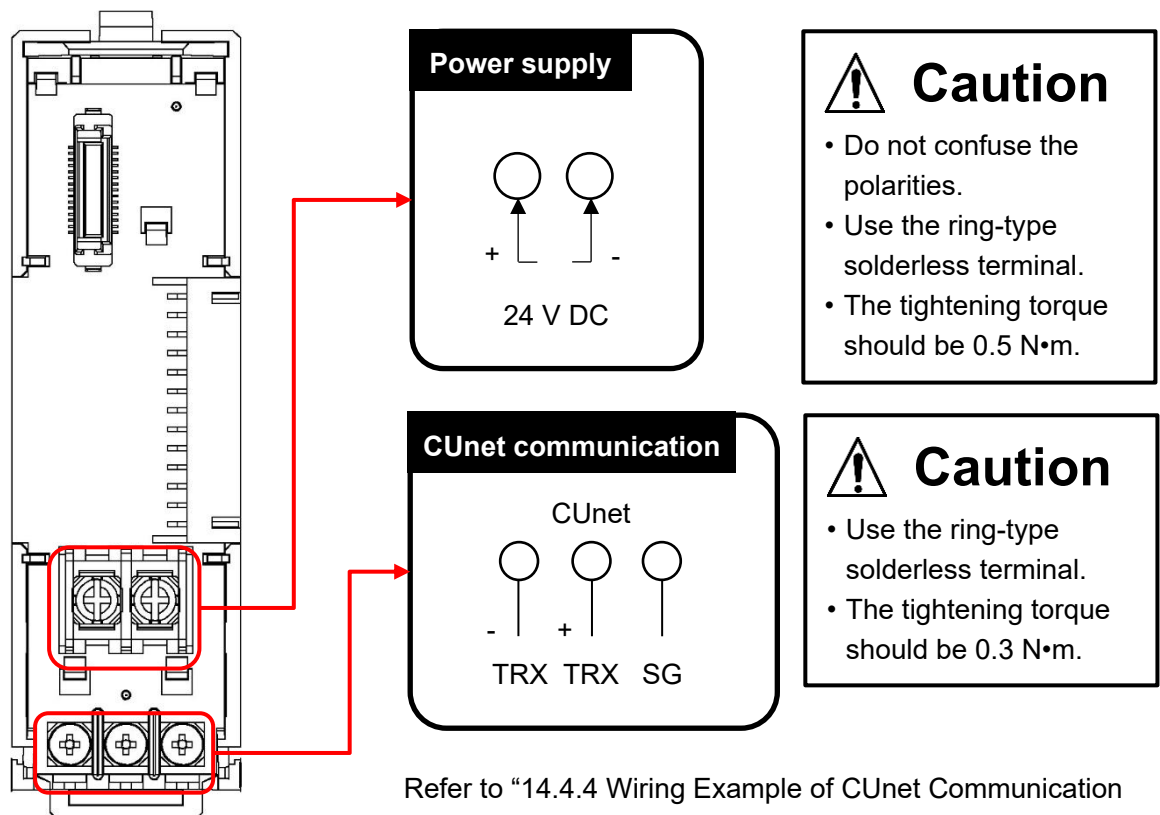 Power supply
+ -
24 V DC
Caution
• Do not confuse the
polarities.
• Use the ring-type
solderless terminal.
• The tightening torque
should be 0.5 N•m.
CUnet communication
CUnet
- +
TRX TRX SG
Caution
• Use the ring-type
solderless terminal.
• The tightening torque
should be 0.3 N•m.
Refer to “14.4.4 Wiring Example of CUnet Communication